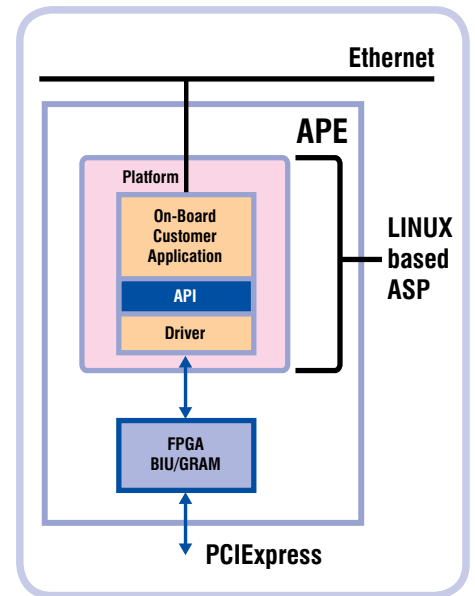 Ethernet
APE
Platform
On-Board
Customer
Application
API
Driver
LINUX
based
ASP
FPGA
BIU/GRAM
PCIExpress